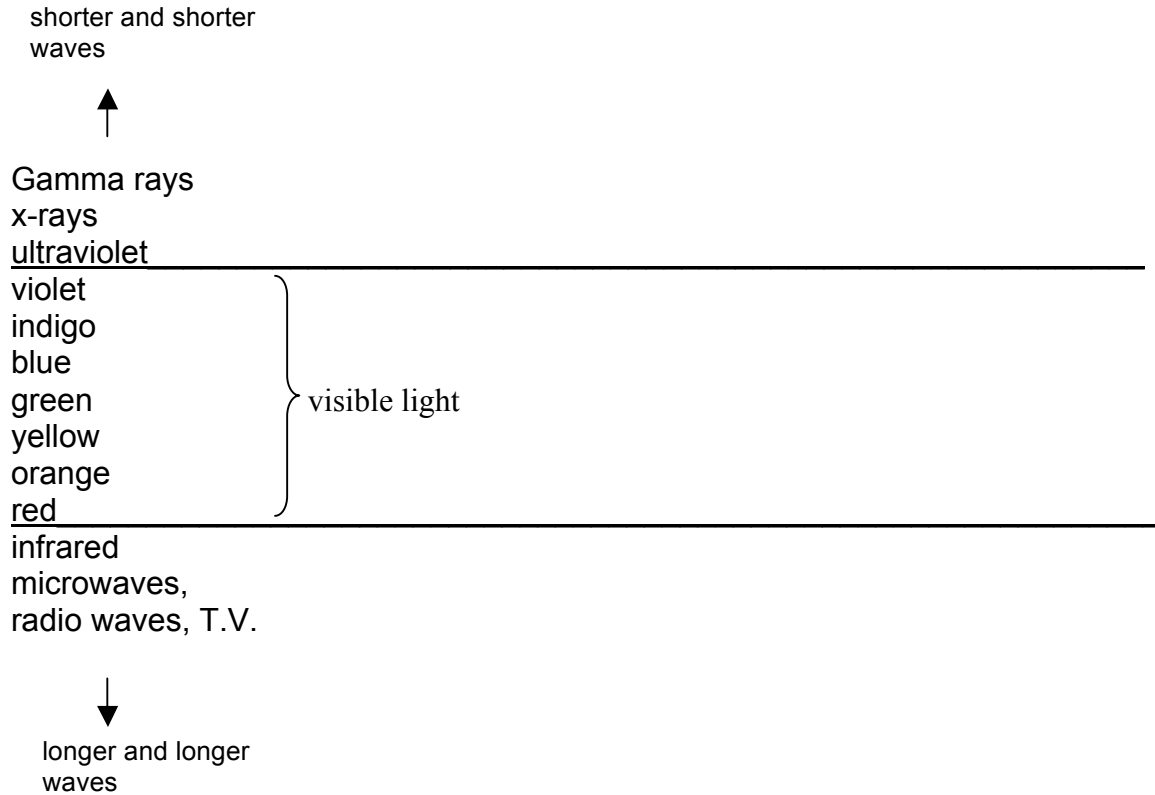 shorter and shorter
waves
Gamma rays
x-rays
ultraviolet
violet
indigo
blue
green
visible light
yellow
orange
red
infrared
microwaves,
radio waves, T.V.
longer and longer
waves